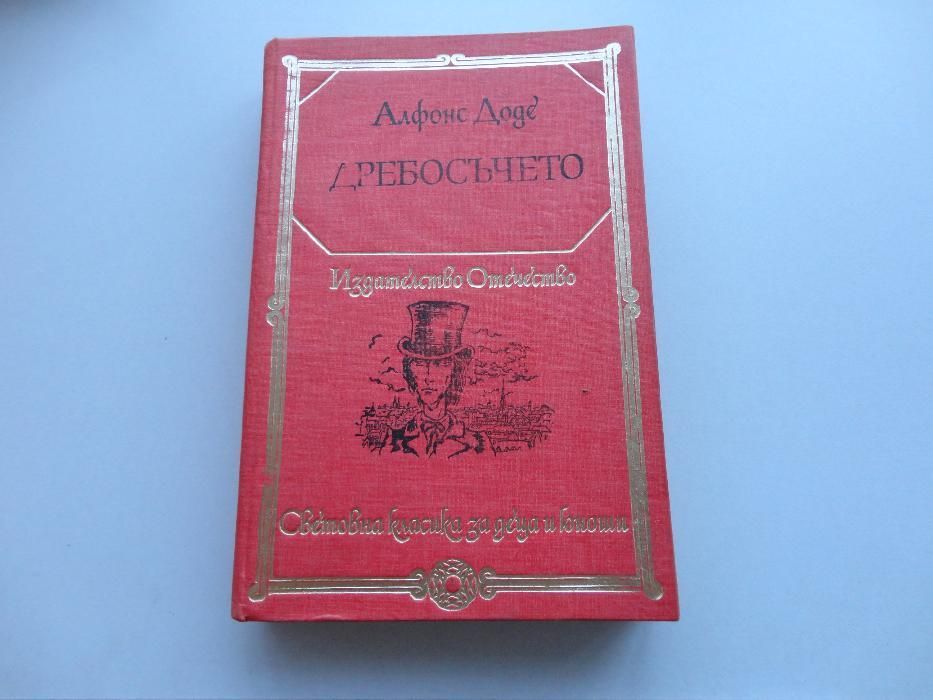 Алфонс Доде
ДРЕБОСЪЧЕТО
Издателство Отечество
Световна класика за деца и юноши